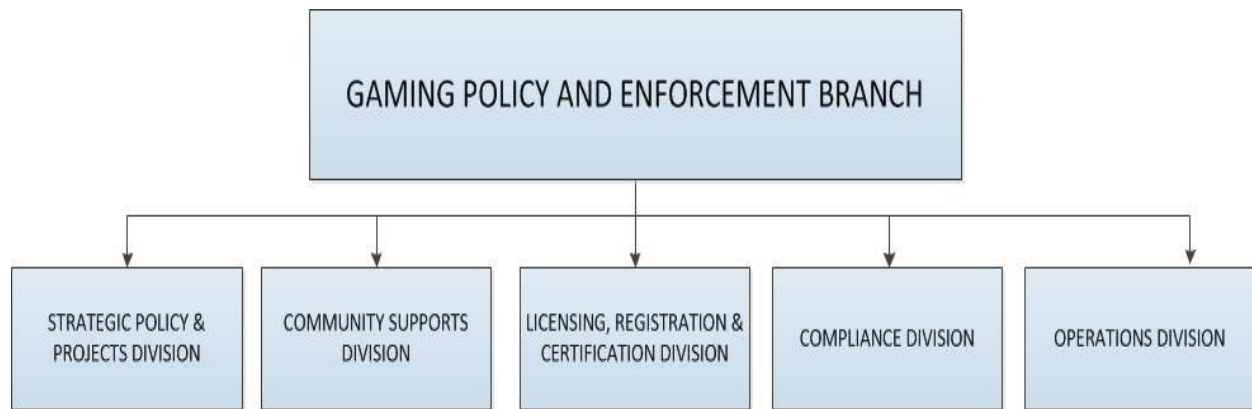 GAMING POLICY AND ENFORCEMENT BRANCH
STRATEGIC POLICY &
PROJECTS DIVISION
COMMUNITY SUPPORTS
DIVISION
LICENSING, REGISTRATION &
CERTIFICATION DIVISION
COMPLIANCE DIVISION
OPERATIONS DIVISION